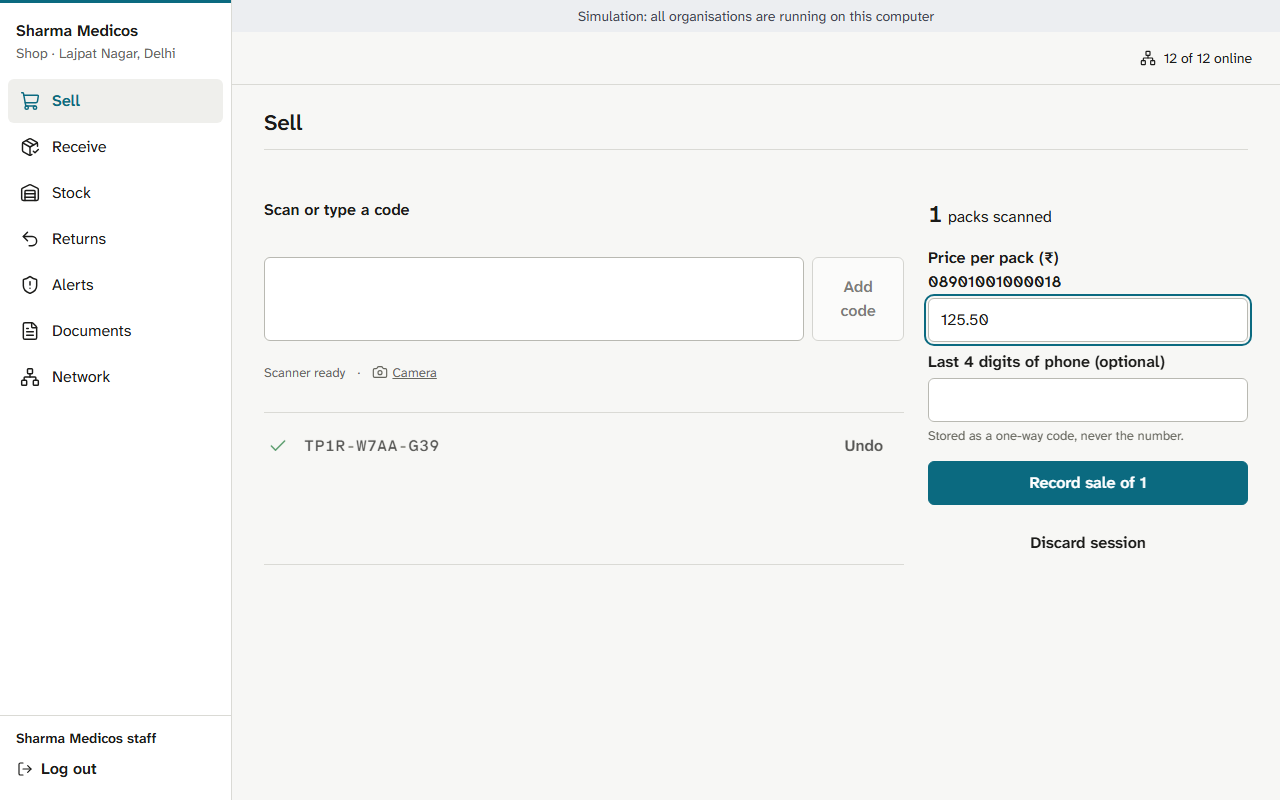 Simulation: all organisations are running on this computer
Sharma Medicos
Shop · Lajpat Nagar, Delhi
12 of 12 online
Sell
Receive
Stock
Returns
Alerts
Documents
Network
Sharma Medicos staff
Log out
Sell
Scan or type a code
Add
code
Scanner ready · Camera
TP1R-W7AA-G39
Undo
1 packs scanned
Price per pack (₹)
08901001000018
125.50
Last 4 digits of phone (optional)
Stored as a one-way code, never the number.
Record sale of 1
Discard session